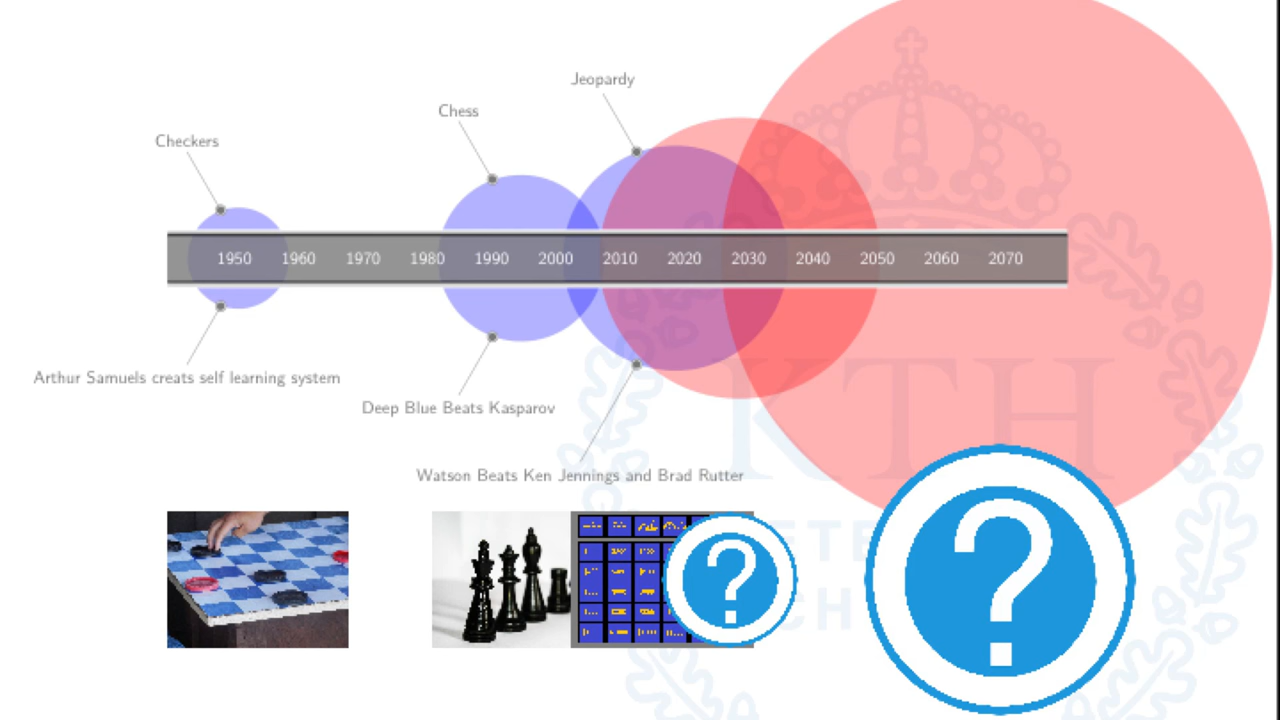 Jeopardy
Chess
Checkers
1950 1960 1970 1980 1990 2000 2010 2020 2030 2040 2050 2060 2070
Arthur Samuels creats self learning system
Deep Blue Beats Kasparov
KTH
Watson Beats Ken Jennings and Brad Rutter
? ?